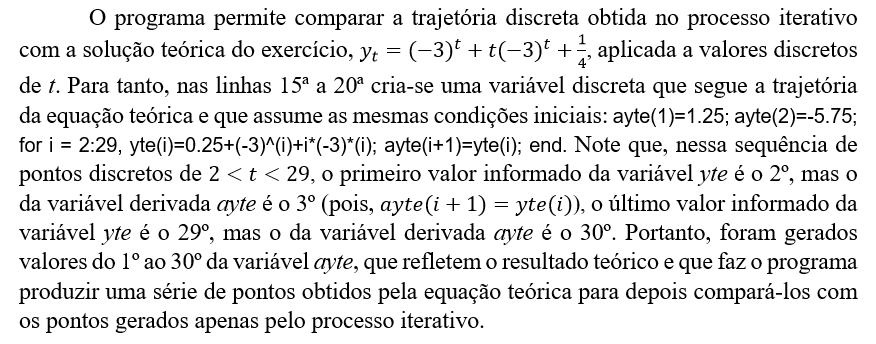 O programa permite comparar a trajetória discreta obtida no processo iterativo
com a solução teórica do exercício, yₜ = (−3)ᵗ + t(−3)ᵗ + 1/4, aplicada a valores discretos
de t. Para tanto, nas linhas 15ª a 20ª cria-se uma variável discreta que segue a trajetória
da equação teórica e que assume as mesmas condições iniciais: ayte(1)=1.25; ayte(2)=-5.75;
for i = 2:29, yte(i)=0.25+(-3)^(i)+i*(-3)*(i); ayte(i+1)=yte(i); end. Note que, nessa sequência de
pontos discretos de 2 < t < 29, o primeiro valor informado da variável yte é o 2º, mas o
da variável derivada ayte é o 3º (pois, ayte(i + 1) = yte(i)), o último valor informado da
variável yte é o 29º, mas o da variável derivada ayte é o 30º. Portanto, foram gerados
valores do 1º ao 30º da variável ayte, que refletem o resultado teórico e que faz o programa
produzir uma série de pontos obtidos pela equação teórica para depois compará-los com
os pontos gerados apenas pelo processo iterativo.